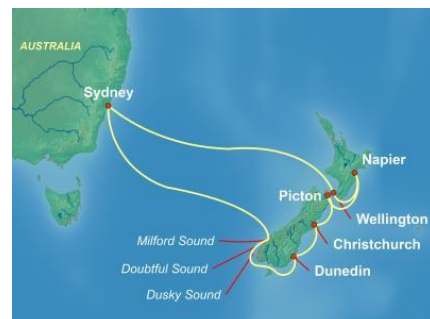 AUSTRALIA
Sydney
Napier
Picton
Wellington
Milford Sound
Christchurch
Doubtful Sound
Dunedin
Dusky Sound